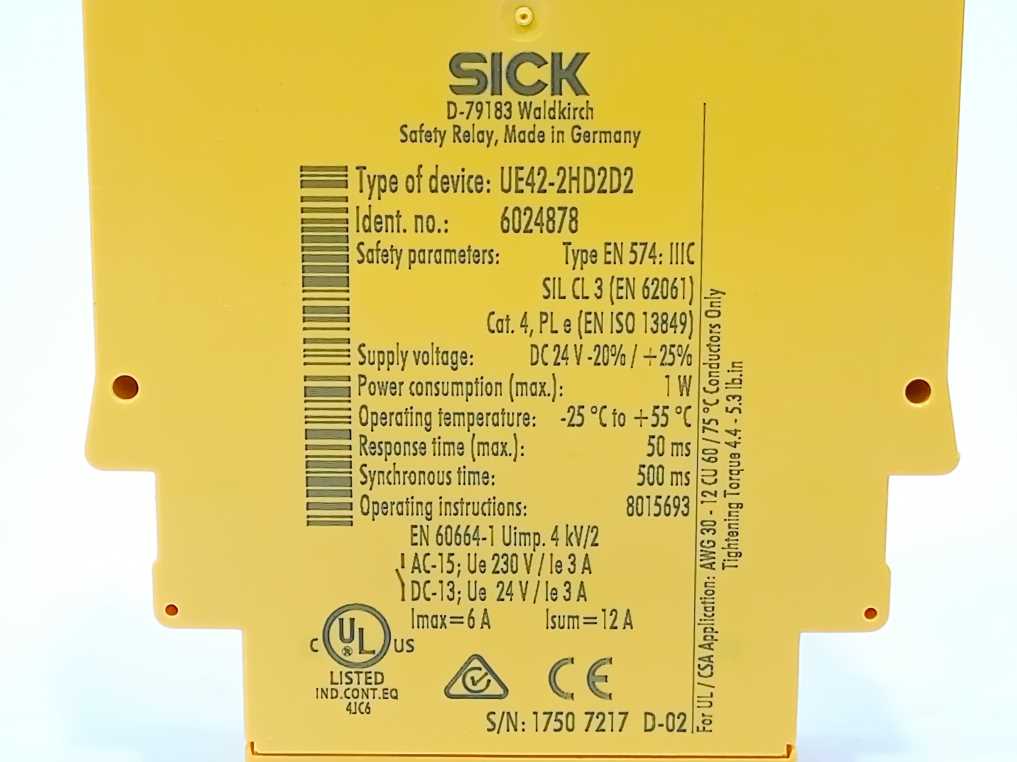 SICK
D-79183 Waldkirch
Safety Relay, Made in Germany
Type of device: UE42-2HD2D2
Ident. no.: 6024878
Safety parameters: Type EN 574: IIIC
SIL CL 3 (EN 62061)
Cat. 4, PL e (EN ISO 13849)
Supply voltage: DC 24 V -20% / +25%
Power consumption (max.): 1 W
Operating temperature: -25 °C to +55 °C
Response time (max.): 50 ms
Synchronous time: 500 ms
Operating instructions: 8015693
EN 60664-1 Uimp. 4 kV/2
AC-15; Ue 230 V / Ie 3 A
DC-13; Ue 24 V / Ie 3 A
Imax=6 A Isum=12 A
C UL US
LISTED
IND.CONT.EQ
4JC6
CE
S/N: 1750 7217 D-02
For UL / CSA Application: AWG 30 - 12 CU 60 / 75 °C Conductors Only
Tightening Torque 4.4 - 5.3 lb.in